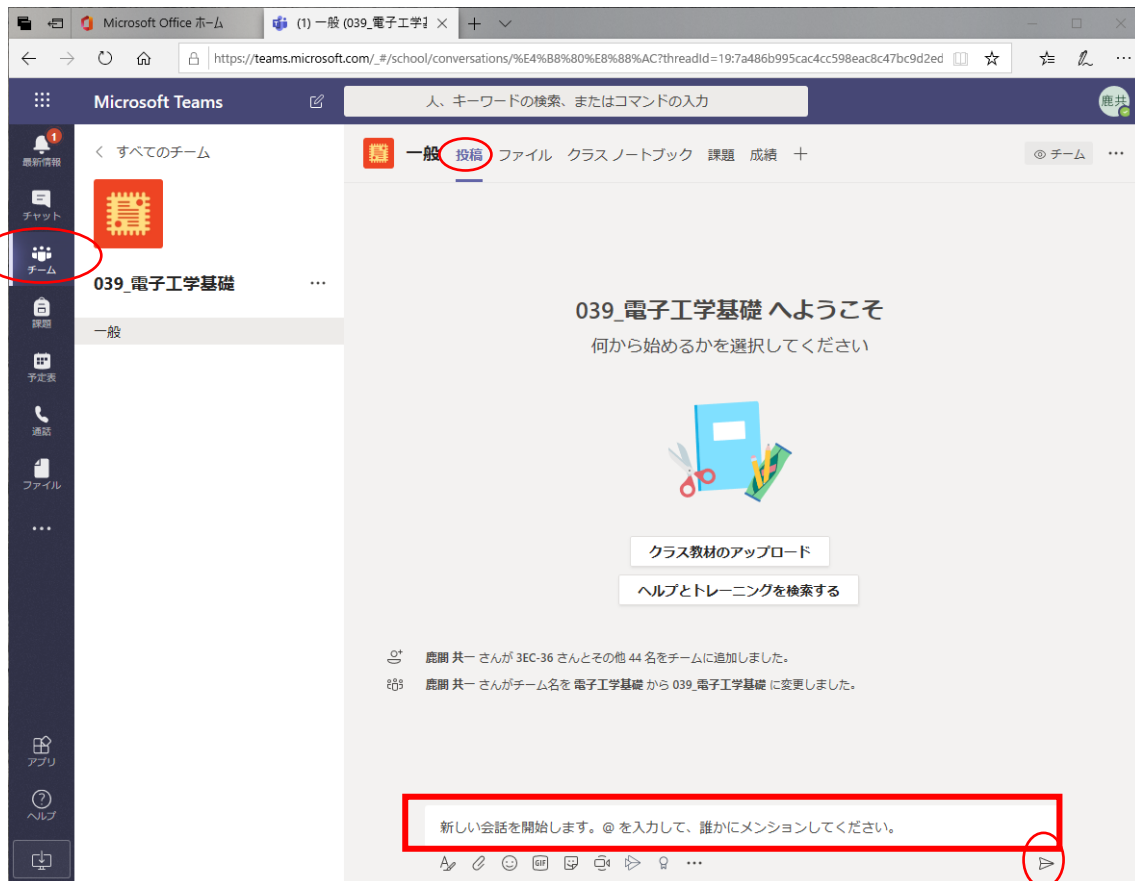 Microsoft Office ホーム
(1) 一般 (039_電子工学基
https://teams.microsoft.com/_#/school/conversations/%E4%B8%80%E8%88%AC?threadId=19:7a486b995cac4cc598eac8c47bc9d2ed
Microsoft Teams
人、キーワードの検索、またはコマンドの入力
鹿共
1
最新情報
チャット
チーム
課題
予定表
通話
ファイル
アプリ
ヘルプ
すべてのチーム
039_電子工学基礎
一般
一般 投稿 ファイル クラス ノートブック 課題 成績
チーム
039_電子工学基礎 へようこそ
何から始めるかを選択してください
クラス教材のアップロード
ヘルプとトレーニングを検索する
鹿間 共一 さんが 3EC-36 さんとその他 44 名をチームに追加しました。
鹿間 共一 さんがチーム名を 電子工学基礎 から 039_電子工学基礎 に変更しました。
新しい会話を開始します。@ を入力して、誰かにメンションしてください。
GIF